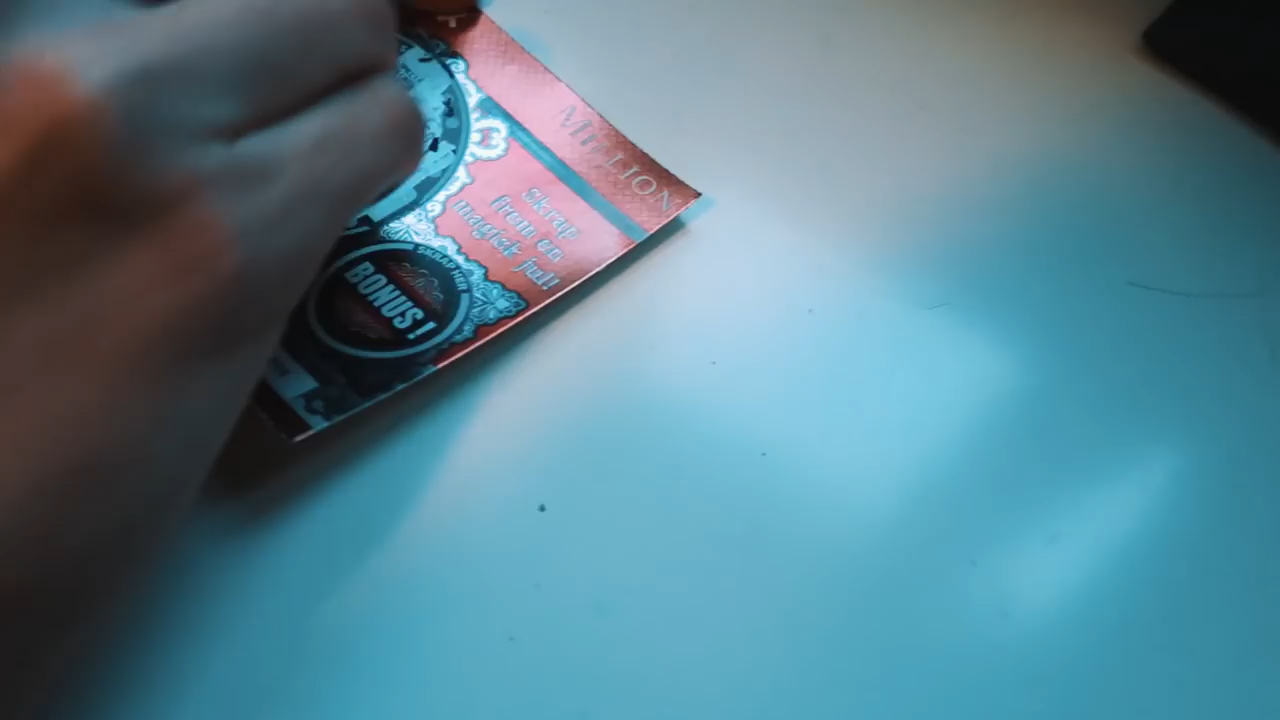 MILLION
Skrap
frem en
magisk jul!
SKRAP HER
BONUS!